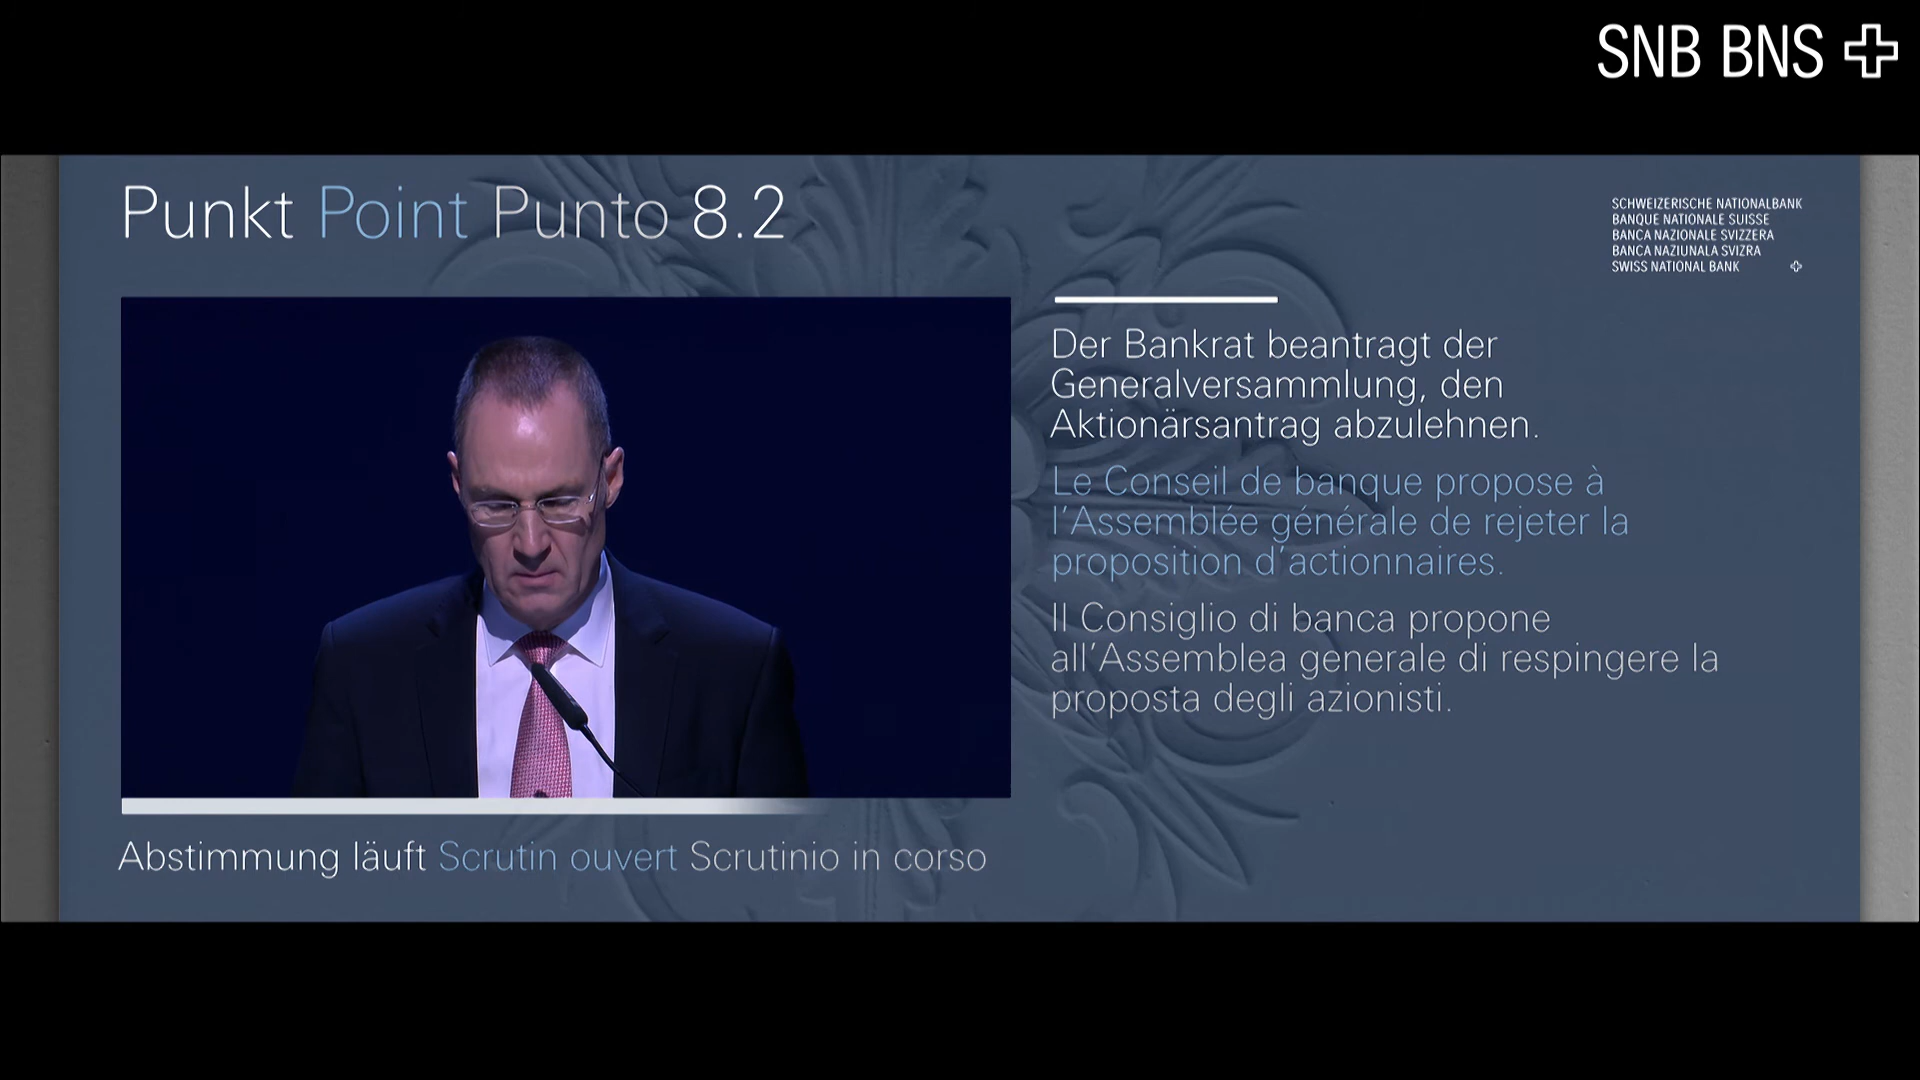 SNB BNS
Punkt Point Punto 8.2
SCHWEIZERISCHE NATIONALBANK
BANQUE NATIONALE SUISSE
BANCA NAZIONALE SVIZZERA
BANCA NAZIUNALA SVIZRA
SWISS NATIONAL BANK
Der Bankrat beantragt der
Generalversammlung, den
Aktionärsantrag abzulehnen.
Le Conseil de banque propose à
l'Assemblée générale de rejeter la
proposition d'actionnaires.
Il Consiglio di banca propone
all'Assemblea generale di respingere la
proposta degli azionisti.
Abstimmung läuft Scrutin ouvert Scrutinio in corso